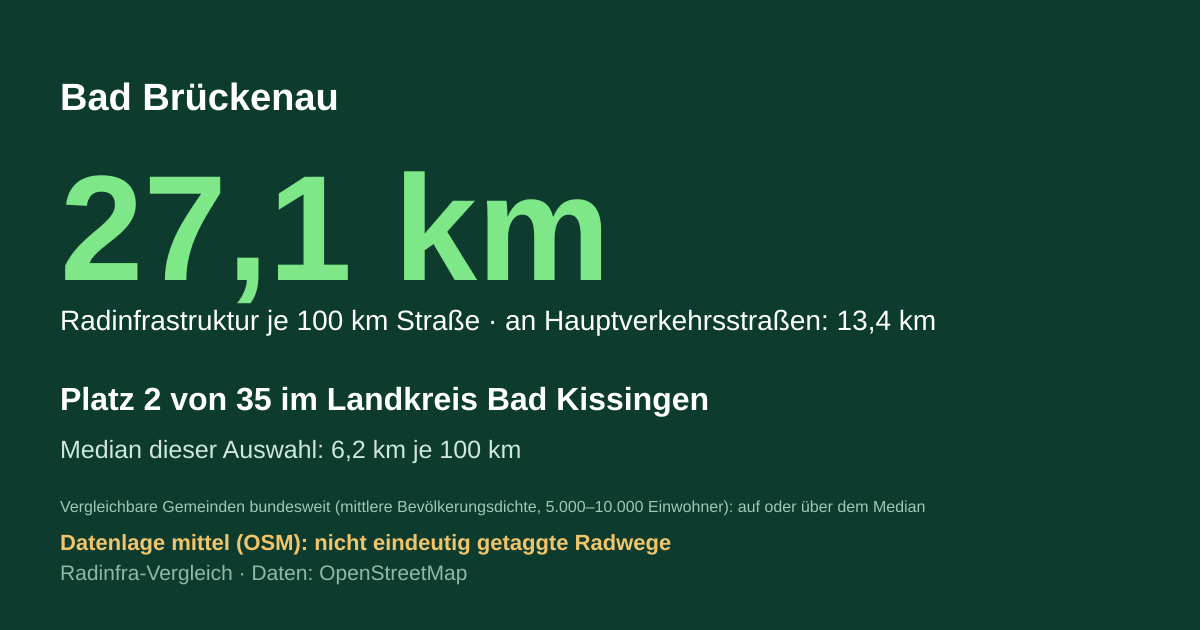 Bad Brückenau
27,1 km
Radinfrastruktur je 100 km Straße · an Hauptverkehrsstraßen: 13,4 km
Platz 2 von 35 im Landkreis Bad Kissingen
Median dieser Auswahl: 6,2 km je 100 km
Vergleichbare Gemeinden bundesweit (mittlere Bevölkerungsdichte, 5.000–10.000 Einwohner): auf oder über dem Median
Datenlage mittel (OSM): nicht eindeutig getaggte Radwege
Radinfra-Vergleich · Daten: OpenStreetMap